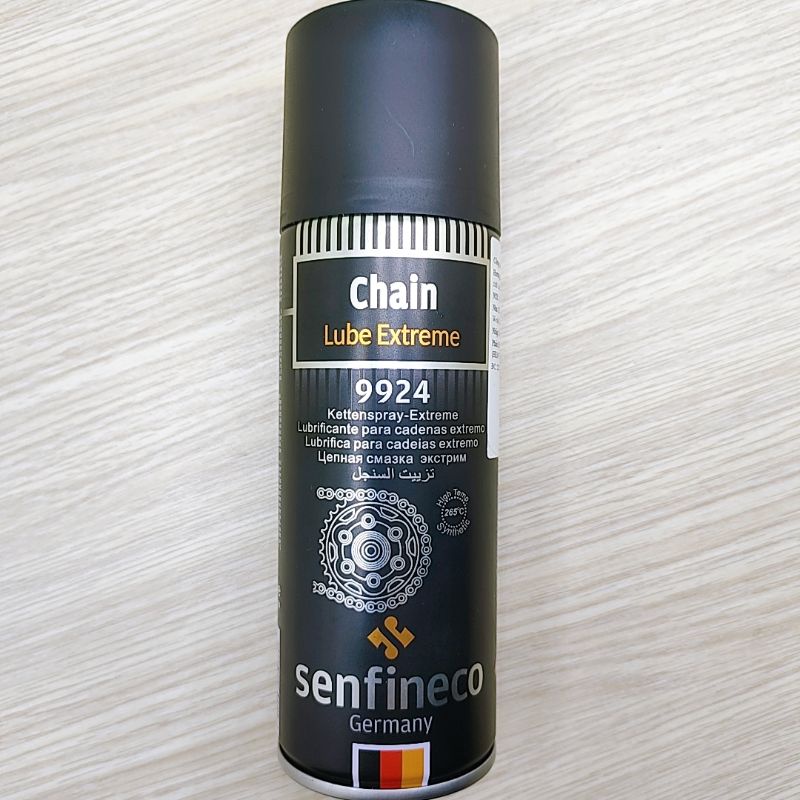 Chain
Lube Extreme
9924
Kettenspray-Extreme
Lubrificante para cadenas extremo
Lubrifica para cadeias extremo
Цепная смазка экстрим
تزييت السنجل
High Temp
265°C
Synthetic
senfineco
Germany